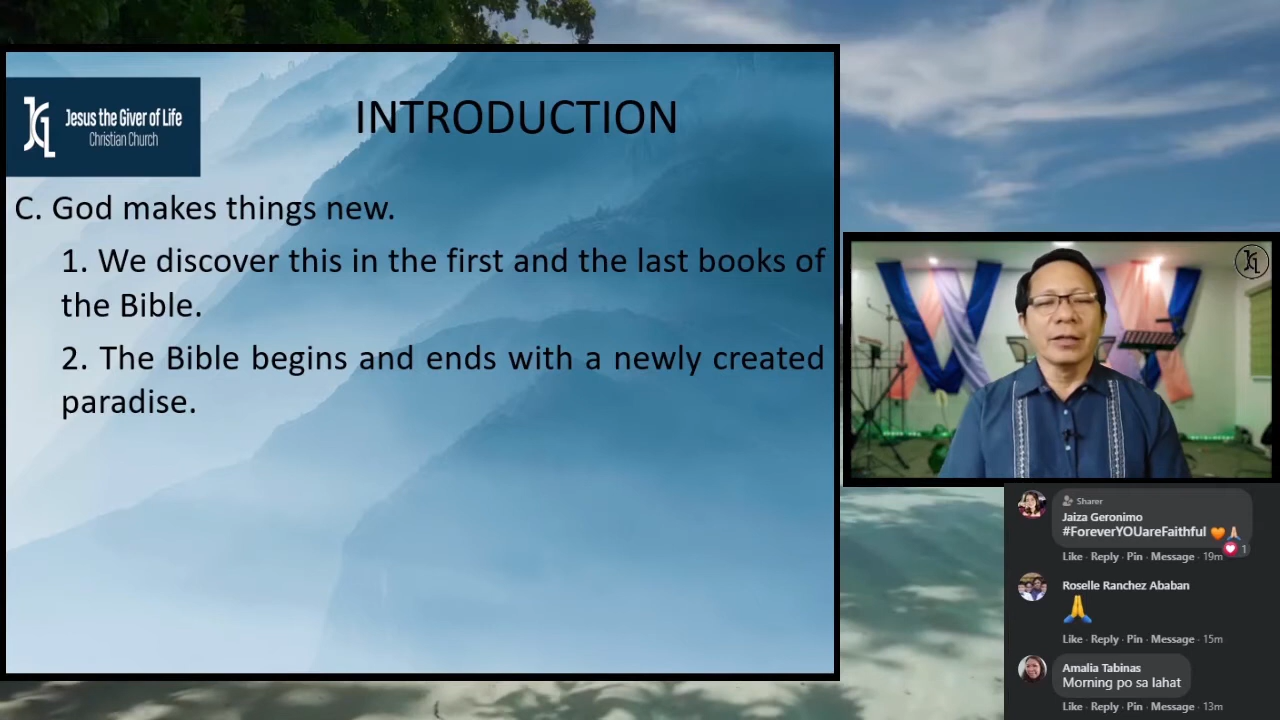 Jesus the Giver of Life
Christian Church
INTRODUCTION
C. God makes things new.
1. We discover this in the first and the last books of
the Bible.
2. The Bible begins and ends with a newly created
paradise.
Sharer
Jaiza Geronimo
#ForeverYOUareFaithful 🧡🙏🏻
Like · Reply · Pin · Message · 19m
1
Roselle Ranchez Ababan
🙏
Like · Reply · Pin · Message · 15m
Amalia Tabinas
Morning po sa lahat
Like · Reply · Pin · Message · 13m